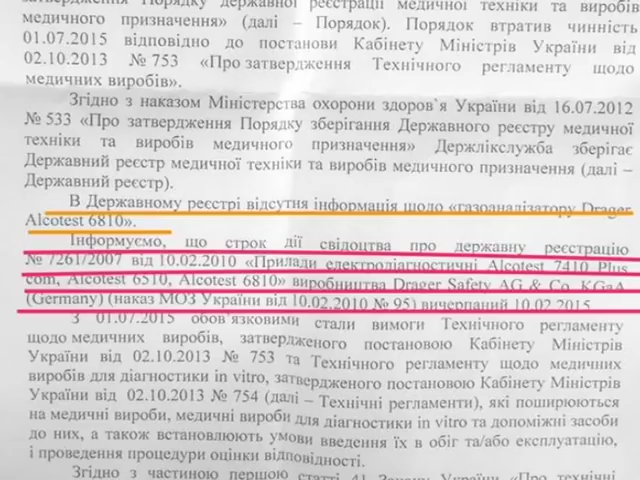 затвердження Порядку державної реєстрації медичної техніки та виробів
медичного призначення» (далі – Порядок). Порядок втратив чинність
01.07.2015 відповідно до постанови Кабінету Міністрів України від
02.10.2013 № 753 «Про затвердження Технічного регламенту щодо
медичних виробів».
Згідно з наказом Міністерства охорони здоров`я України від 16.07.2012
№ 533 «Про затвердження Порядку зберігання Державного реєстру медичної
техніки та виробів медичного призначення» Держлікслужба зберігає
Державний реєстр медичної техніки та виробів медичного призначення (далі –
Державний реєстр).
В Державному реєстрі відсутня інформація щодо «газоаналізатору Drager
Alcotest 6810».
Інформуємо, що строк дії свідоцтва про державну реєстрацію
№ 7261/2007 від 10.02.2010 «Прилади електродіагностичні Alcotest 7410 Plus
com, Alcotest 6510, Alcotest 6810» виробництва Drager Safety AG & Co. KGaA
(Germany) (наказ МОЗ України від 10.02.2010 № 95) вичерпаний 10.02.2015.
З 01.07.2015 обов`язковими стали вимоги Технічного регламенту
щодо медичних виробів, затвердженого постановою Кабінету Міністрів
України від 02.10.2013 № 753 та Технічного регламенту щодо медичних
виробів для діагностики in vitro, затвердженого постановою Кабінету Міністрів
України від 02.10.2013 № 754 (далі – Технічні регламенти), які поширюються
на медичні вироби, медичні вироби для діагностики in vitro та допоміжні засоби
до них, а також встановлюють умови введення їх в обіг та/або експлуатацію,
і проведення процедури оцінки відповідності.
Згідно з частиною першою статті 41 Закону України «Про технічні